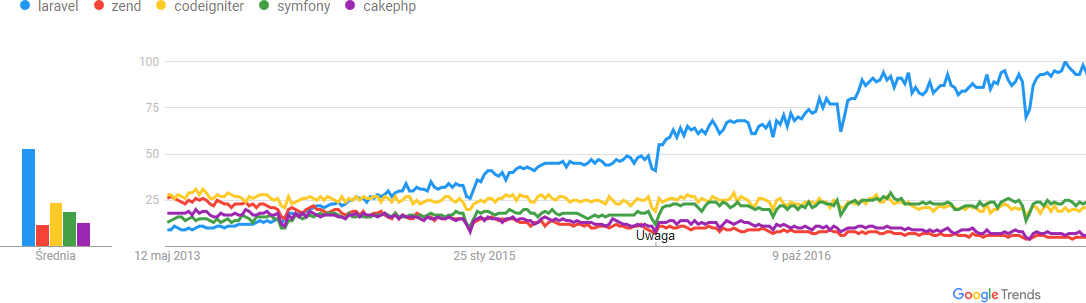 laravel zend codeigniter symfony cakephp
100
75
50
25
Uwaga
Średnia 12 maj 2013 25 sty 2015 9 paź 2016
Google Trends